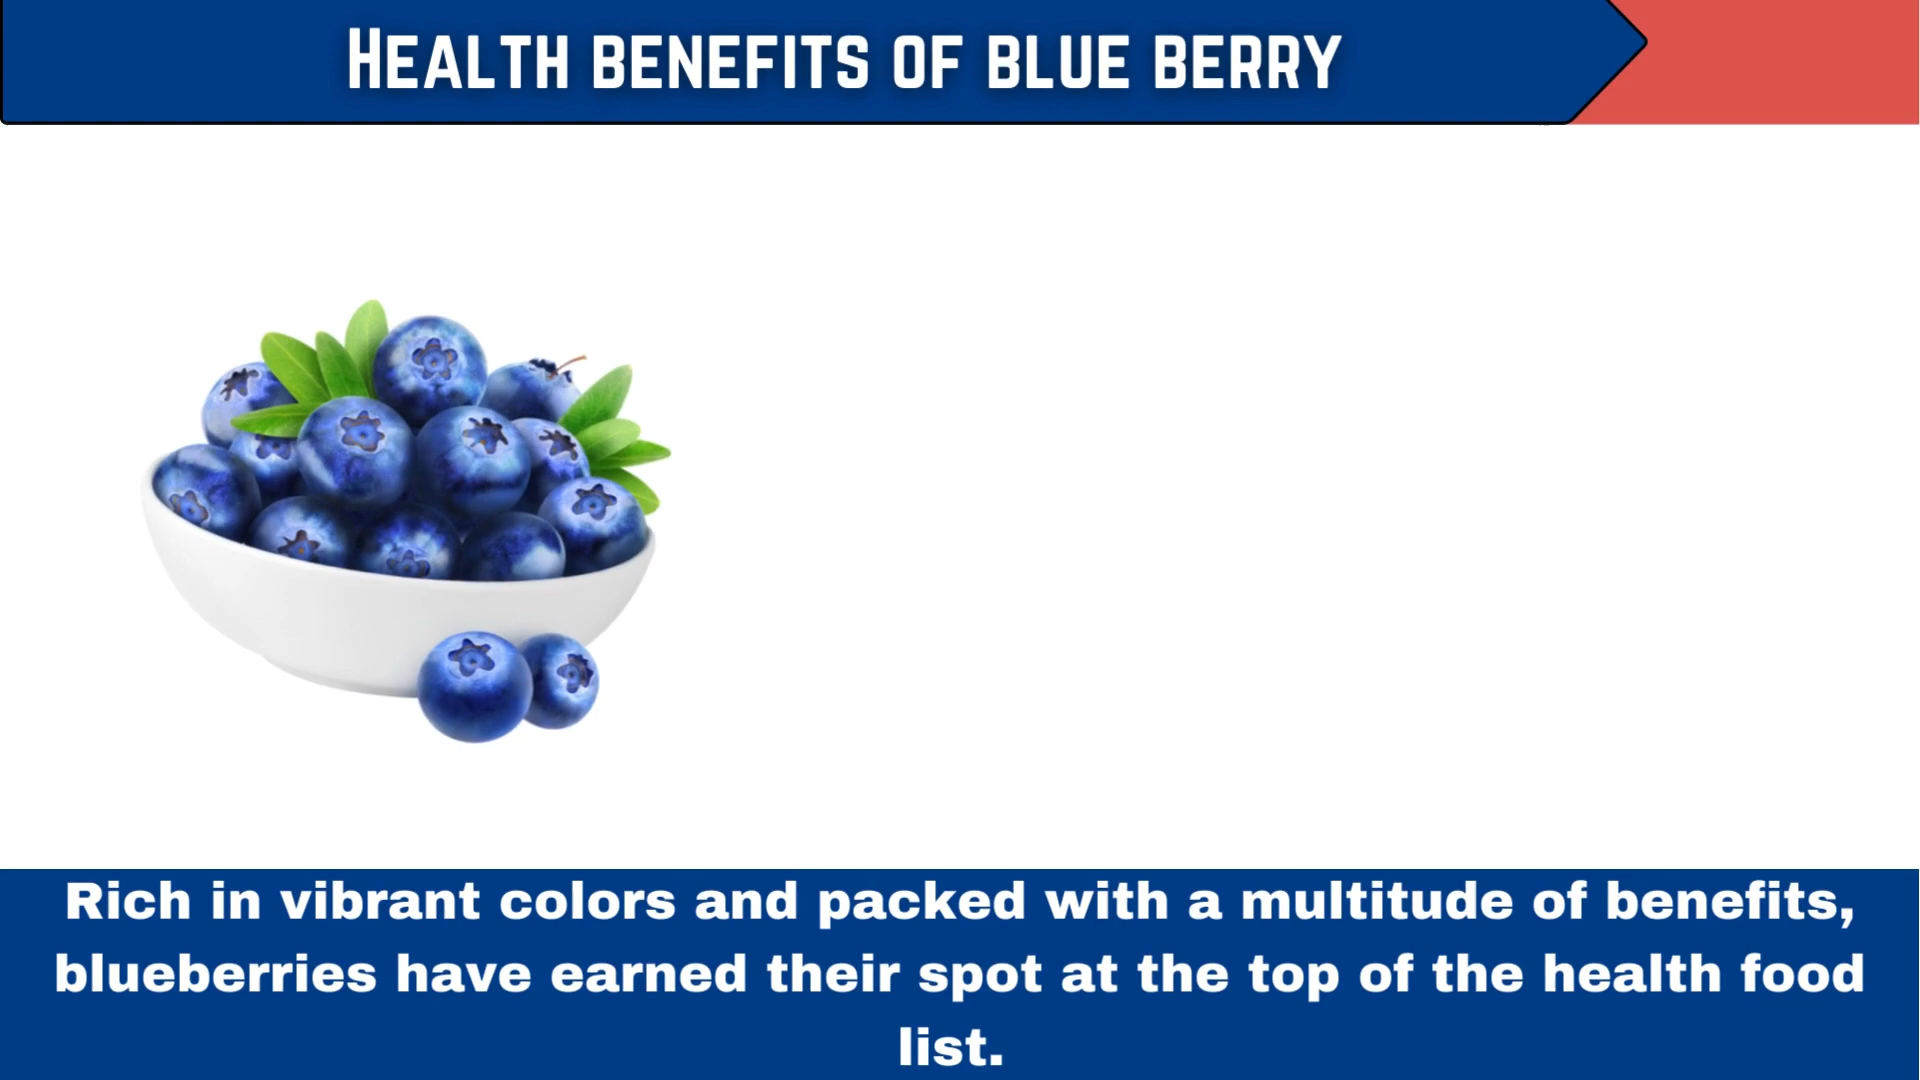 HEALTH BENEFITS OF BLUE BERRY
Rich in vibrant colors and packed with a multitude of benefits,
blueberries have earned their spot at the top of the health food
list.